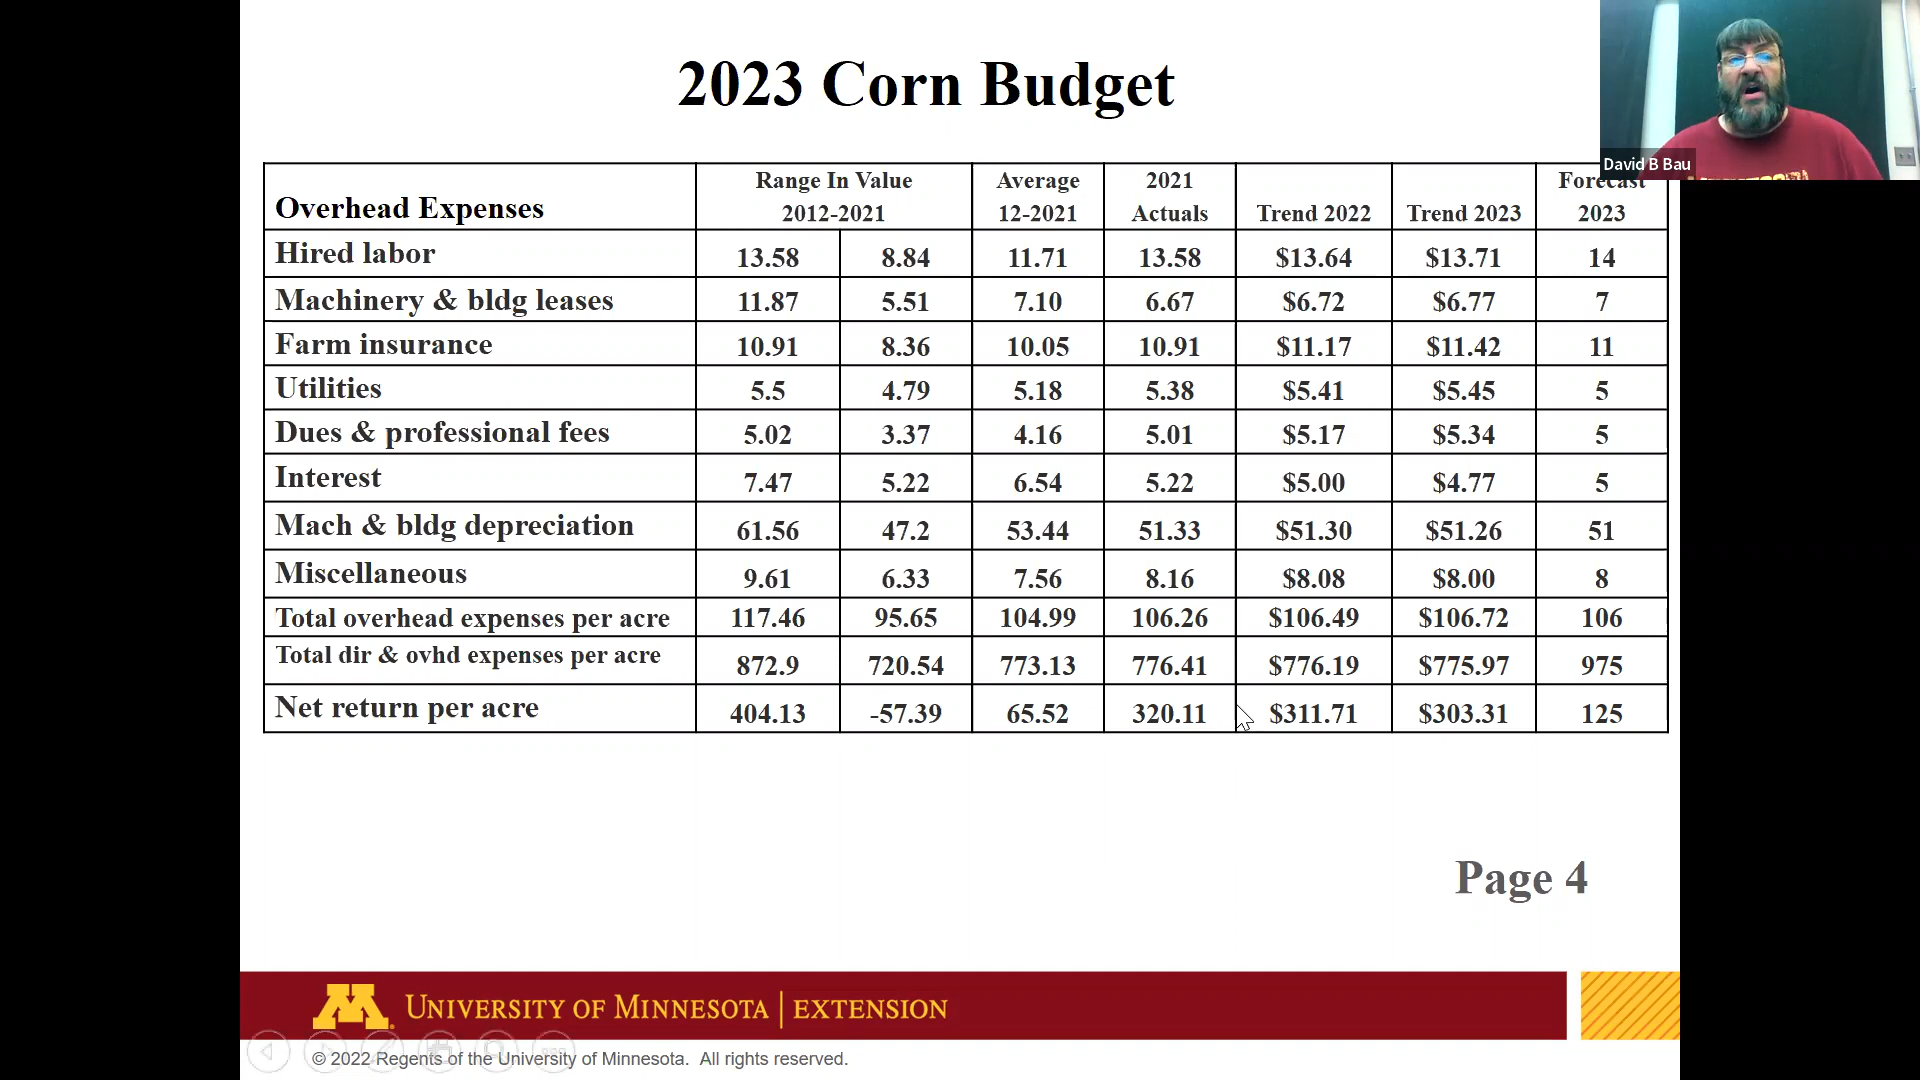 2023 Corn Budget
David B Bau
Overhead Expenses
Range In Value
2012-2021
Average
12-2021
2021
Actuals
Trend 2022
Trend 2023
Forecast
2023
Hired labor 13.58 8.84 11.71 13.58 $13.64 $13.71 14
Machinery & bldg leases 11.87 5.51 7.10 6.67 $6.72 $6.77 7
Farm insurance 10.91 8.36 10.05 10.91 $11.17 $11.42 11
Utilities 5.5 4.79 5.18 5.38 $5.41 $5.45 5
Dues & professional fees 5.02 3.37 4.16 5.01 $5.17 $5.34 5
Interest 7.47 5.22 6.54 5.22 $5.00 $4.77 5
Mach & bldg depreciation 61.56 47.2 53.44 51.33 $51.30 $51.26 51
Miscellaneous 9.61 6.33 7.56 8.16 $8.08 $8.00 8
Total overhead expenses per acre 117.46 95.65 104.99 106.26 $106.49 $106.72 106
Total dir & ovhd expenses per acre 872.9 720.54 773.13 776.41 $776.19 $775.97 975
Net return per acre 404.13 -57.39 65.52 320.11 $311.71 $303.31 125
Page 4
M UNIVERSITY OF MINNESOTA | EXTENSION
© 2022 Regents of the University of Minnesota. All rights reserved.